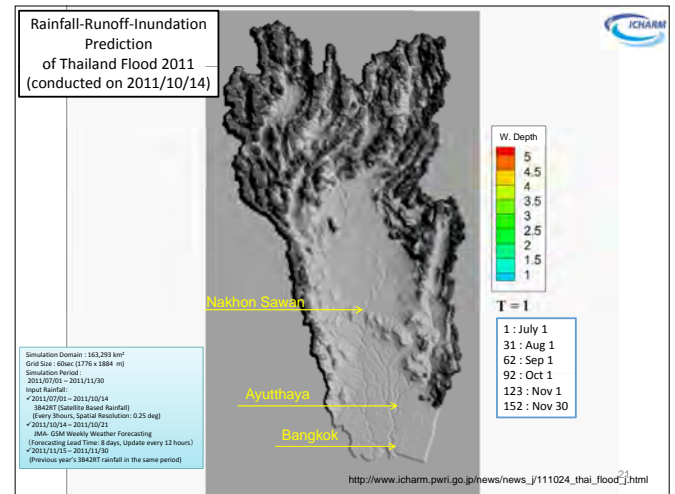 Rainfall-Runoff-Inundation
Prediction
of Thailand Flood 2011
(conducted on 2011/10/14)
ICHARM
W. Depth
5
4.5
4
3.5
3
2.5
2
1.5
1
T = 1
1 : July 1
31 : Aug 1
62 : Sep 1
92 : Oct 1
123 : Nov 1
152 : Nov 30
Nakhon Sawan
Ayutthaya
Bangkok
Simulation Domain : 163,293 km²
Grid Size : 60sec (1776 x 1884 m)
Simulation Period :
2011/07/01 – 2011/11/30
Input Rainfall:
✓2011/07/01 – 2011/10/14
3B42RT (Satellite Based Rainfall)
(Every 3hours, Spatial Resolution: 0.25 deg)
✓2011/10/14 – 2011/10/21
JMA- GSM Weekly Weather Forecasting
(Forecasting Lead Time: 8 days, Update every 12 hours)
✓2011/11/15 – 2011/11/30
(Previous year's 3B42RT rainfall in the same period)
21
http://www.icharm.pwri.go.jp/news/news_j/111024_thai_flood_j.html